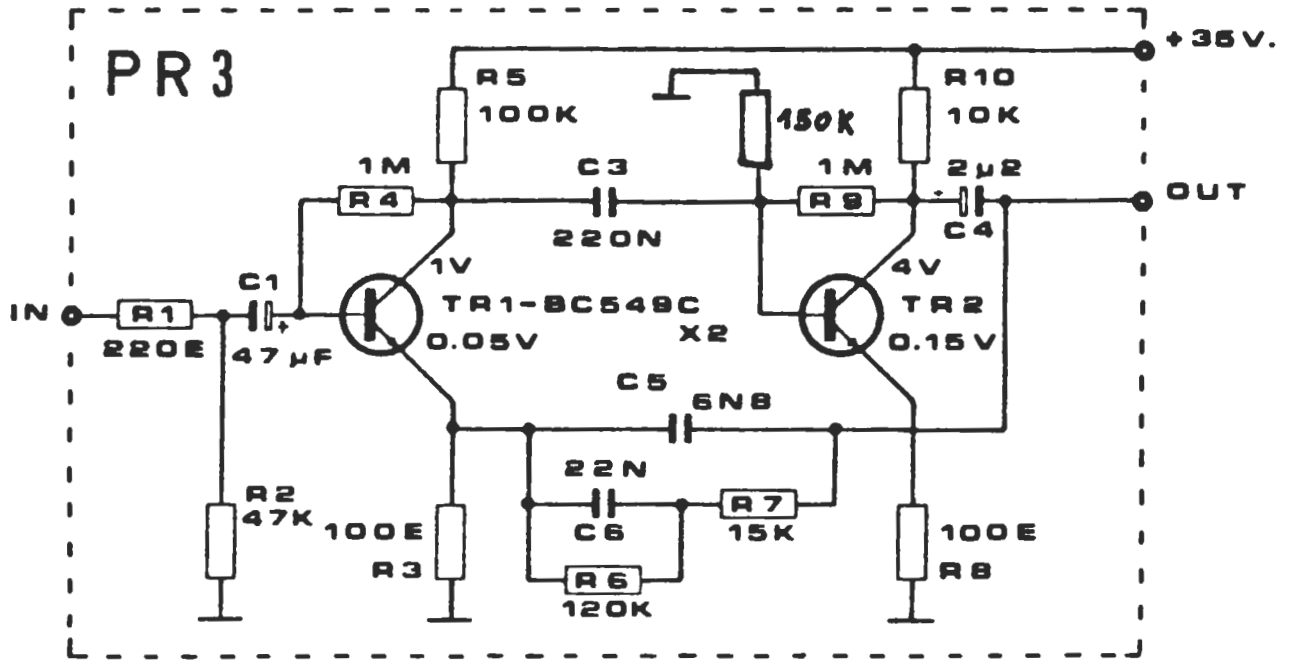 +35V.
PR3
R5
100K
R10
10K
150K
1M
R4
C3
220N
1M
R9
2µ2
C4
OUT
1V
4V
C1
IN
R1
220E
47µF
TR1-BC549C
X2
0.05V
TR2
0.15V
C5
6N8
22N
C6
R7
15K
R2
47K
100E
R3
R6
120K
100E
R8